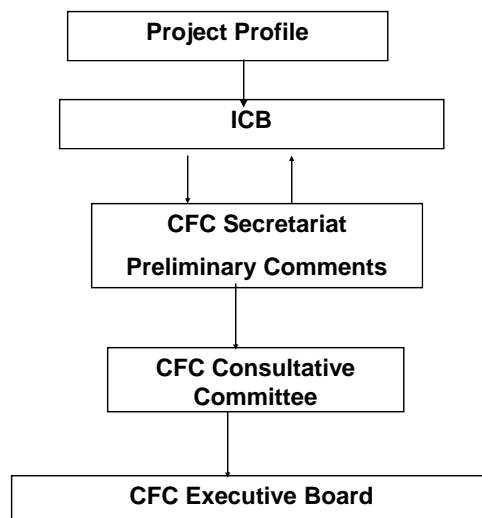 Project Profile
ICB
CFC Secretariat
Preliminary Comments
CFC Consultative
Committee
CFC Executive Board